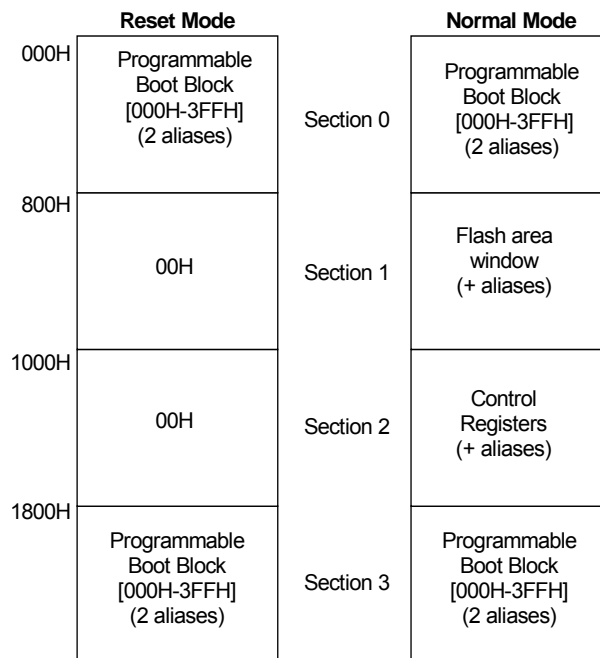 Reset Mode
Normal Mode
000H
Programmable
Boot Block
[000H-3FFH]
(2 aliases)
Section 0
Programmable
Boot Block
[000H-3FFH]
(2 aliases)
800H
00H
Section 1
Flash area
window
(+ aliases)
1000H
00H
Section 2
Control
Registers
(+ aliases)
1800H
Programmable
Boot Block
[000H-3FFH]
(2 aliases)
Section 3
Programmable
Boot Block
[000H-3FFH]
(2 aliases)